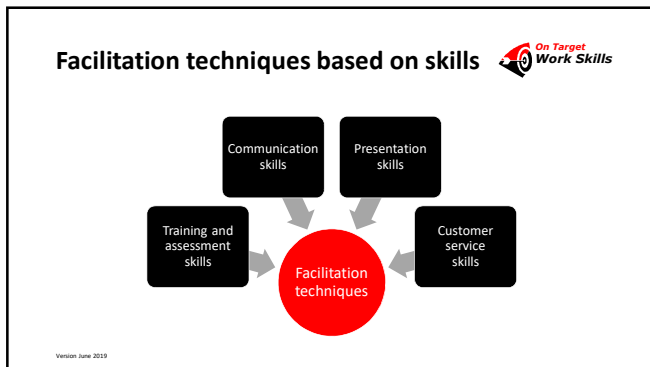 Facilitation techniques based on skills
On Target
Work Skills
Communication
skills
Presentation
skills
Training and
assessment
skills
Customer
service
skills
Facilitation
techniques
Version June 2019